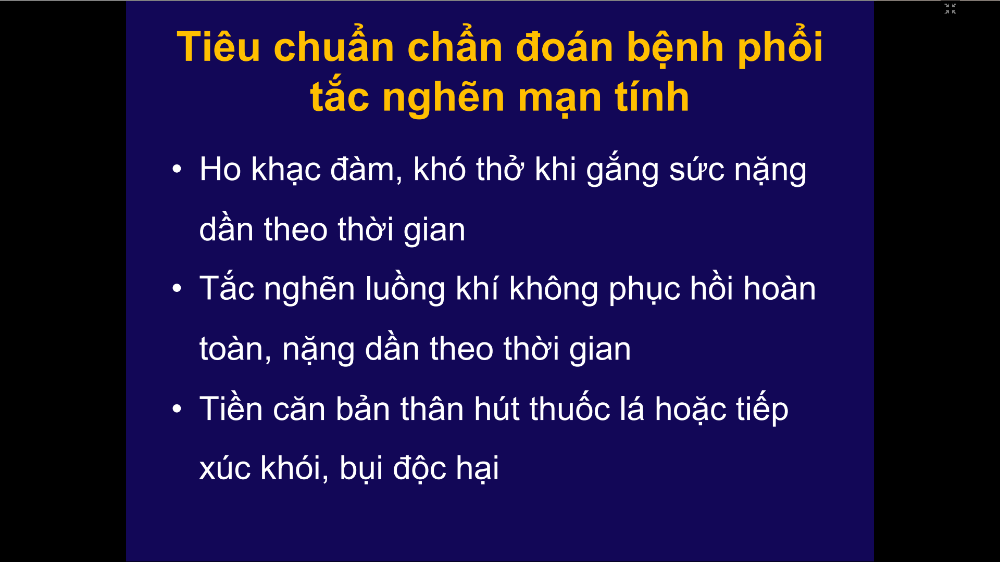 Tiêu chuẩn chẩn đoán bệnh phổi
tắc nghẽn mạn tính
• Ho khạc đàm, khó thở khi gắng sức nặng
dần theo thời gian
• Tắc nghẽn luồng khí không phục hồi hoàn
toàn, nặng dần theo thời gian
• Tiền căn bản thân hút thuốc lá hoặc tiếp
xúc khói, bụi độc hại